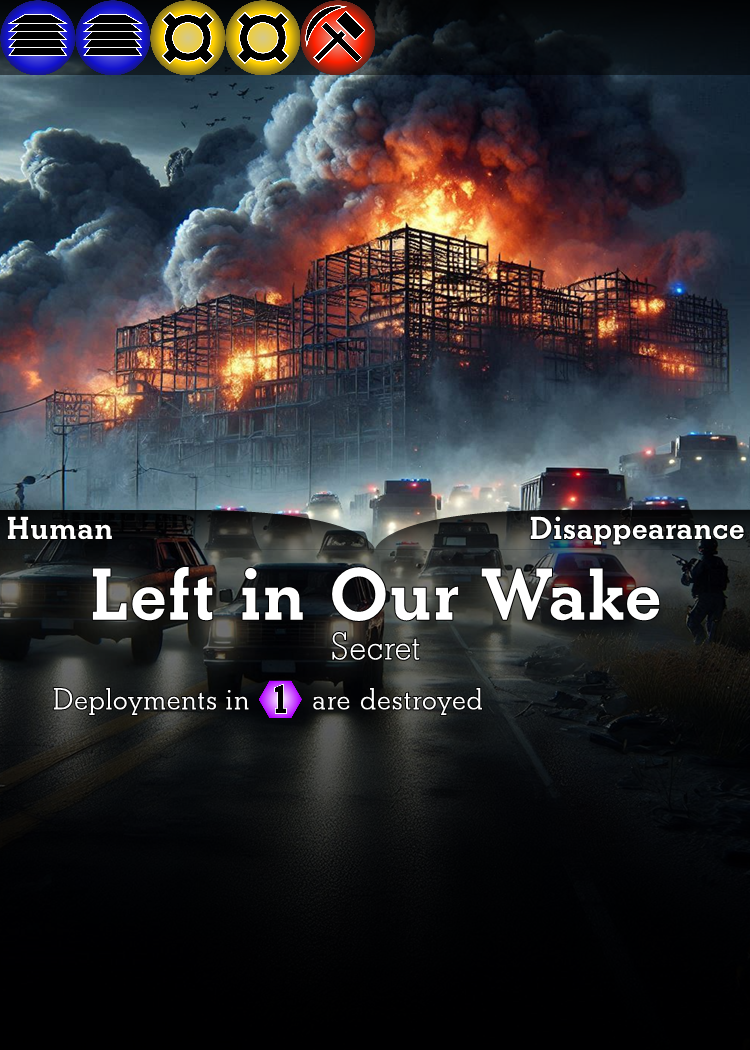 Human
Disappearance
Left in Our Wake
Secret
Deployments in 1 are destroyed